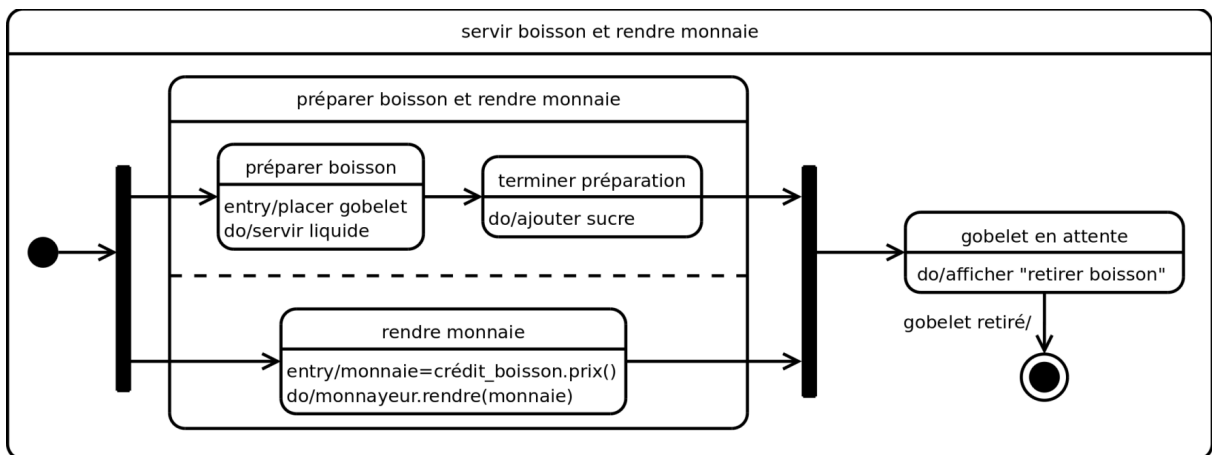 servir boisson et rendre monnaie
préparer boisson et rendre monnaie
préparer boisson
entry/placer gobelet
do/servir liquide
terminer préparation
do/ajouter sucre
rendre monnaie
entry/monnaie=crédit_boisson.prix()
do/monnayeur.rendre(monnaie)
gobelet en attente
do/afficher "retirer boisson"
gobelet retiré/